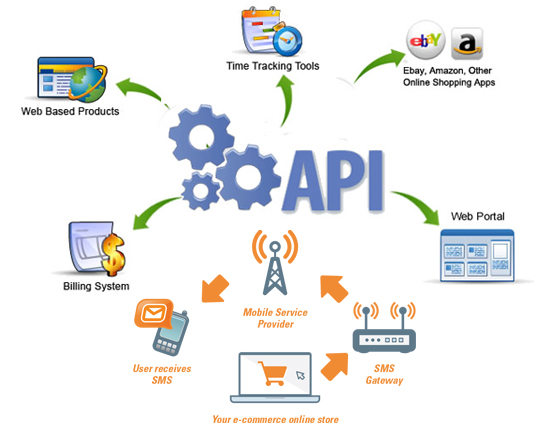 Time Tracking Tools
ebay
a
Ebay, Amazon, Other
Online Shopping Apps
Web Based Products
API
Web Portal
$
Billing System
Mobile Service
Provider
User receives
SMS
SMS
Gateway
Your e-commerce online store